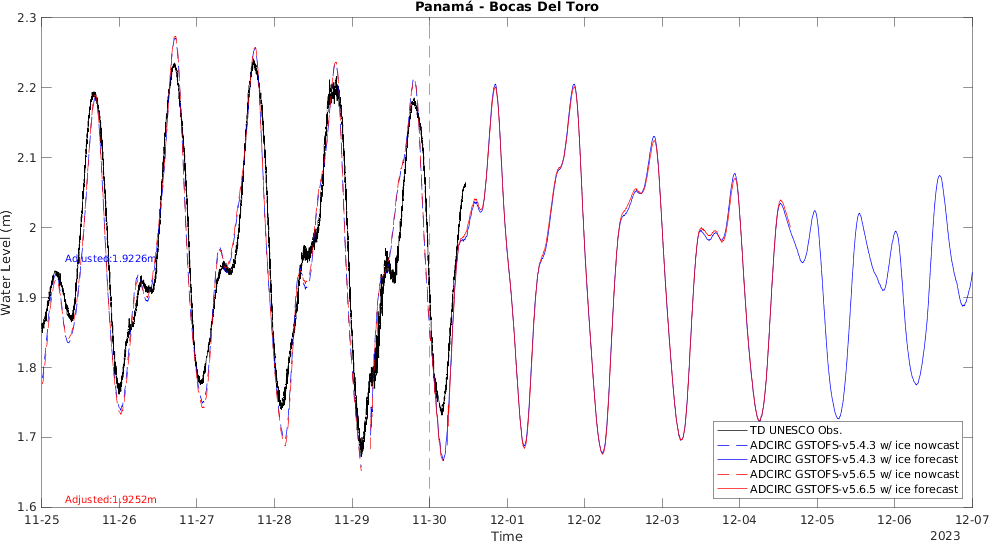 Panamá - Bocas Del Toro
2.3
2.2
2.1
2
1.9
1.8
1.7
1.6
Water Level (m)
Adjusted:1.9226m
Adjusted:1.9252m
TD UNESCO Obs.
ADCIRC GSTOFS-v5.4.3 w/ ice nowcast
ADCIRC GSTOFS-v5.4.3 w/ ice forecast
ADCIRC GSTOFS-v5.6.5 w/ ice nowcast
ADCIRC GSTOFS-v5.6.5 w/ ice forecast
11-25 11-26 11-27 11-28 11-29 11-30 12-01 12-02 12-03 12-04 12-05 12-06 12-07
Time
2023